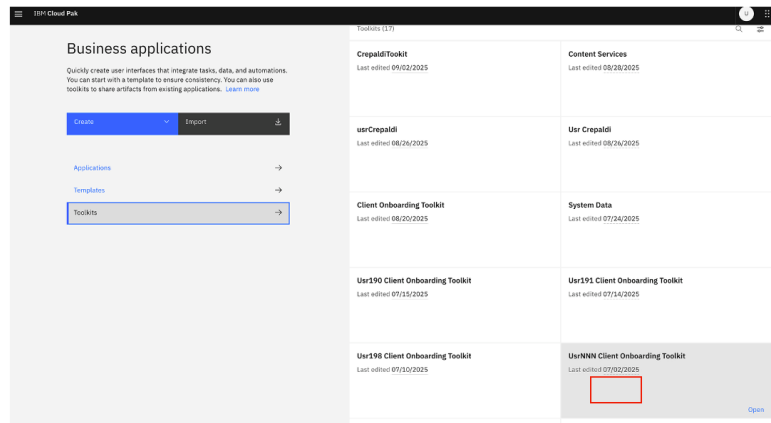 IBM Cloud Pak
U
Business applications
Quickly create user interfaces that integrate tasks, data, and automations.
You can start with a template to ensure consistency. You can also use
toolkits to share artifacts from existing applications. Learn more
Create
Import
Applications
Templates
Toolkits
Toolkits (17)
CrepaldiTookit
Last edited 09/02/2025
Content Services
Last edited 08/28/2025
usrCrepaldi
Last edited 08/26/2025
Usr Crepaldi
Last edited 08/26/2025
Client Onboarding Toolkit
Last edited 08/20/2025
System Data
Last edited 07/24/2025
Usr190 Client Onboarding Toolkit
Last edited 07/15/2025
Usr191 Client Onboarding Toolkit
Last edited 07/14/2025
Usr198 Client Onboarding Toolkit
Last edited 07/10/2025
UsrNNN Client Onboarding Toolkit
Last edited 07/02/2025
Open